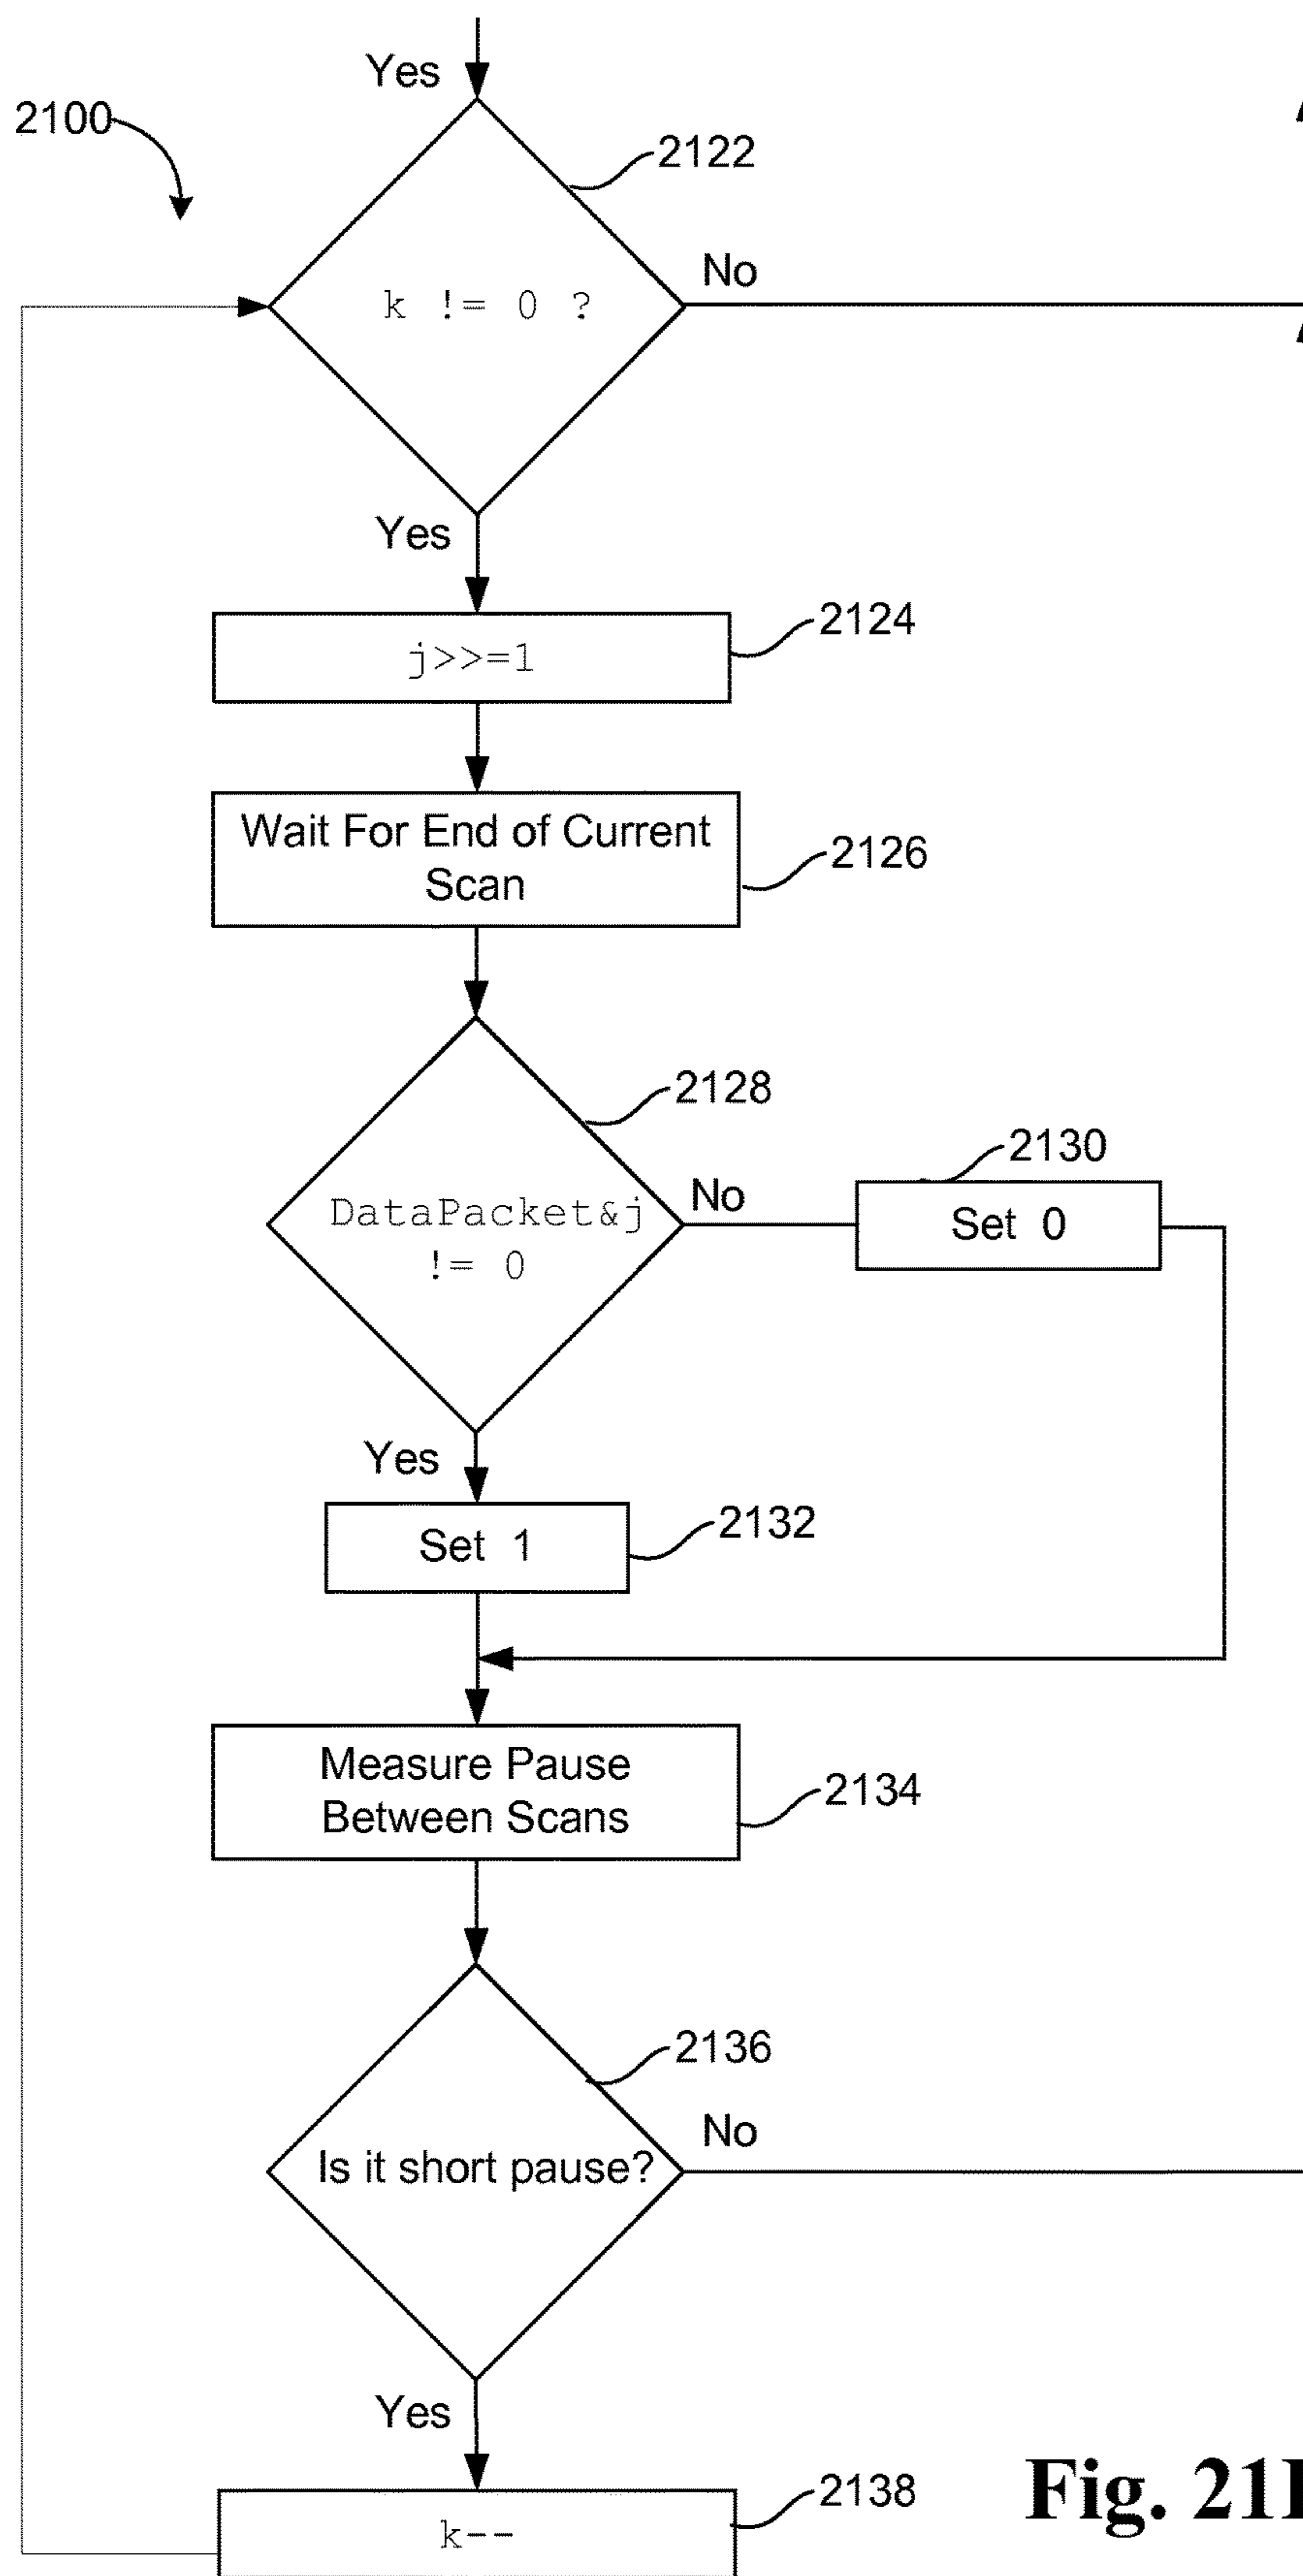 Yes
2100
2122
k != 0 ?
No
Yes
2124
j>>=1
Wait For End of Current
Scan
2126
2128
DataPacket&j
!= 0
No
2130
Set 0
Yes
Set 1
2132
Measure Pause
Between Scans
2134
2136
Is it short pause?
No
Yes
2138
k--
Fig.